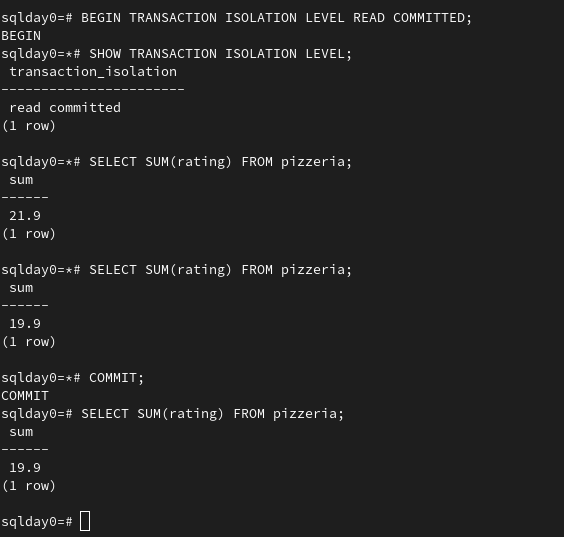 sqlday0=# BEGIN TRANSACTION ISOLATION LEVEL READ COMMITTED;
BEGIN
sqlday0=*# SHOW TRANSACTION ISOLATION LEVEL;
 transaction_isolation
-----------------------
 read committed
(1 row)

sqlday0=*# SELECT SUM(rating) FROM pizzeria;
 sum
------
 21.9
(1 row)

sqlday0=*# SELECT SUM(rating) FROM pizzeria;
 sum
------
 19.9
(1 row)

sqlday0=*# COMMIT;
COMMIT
sqlday0=# SELECT SUM(rating) FROM pizzeria;
 sum
------
 19.9
(1 row)

sqlday0=#